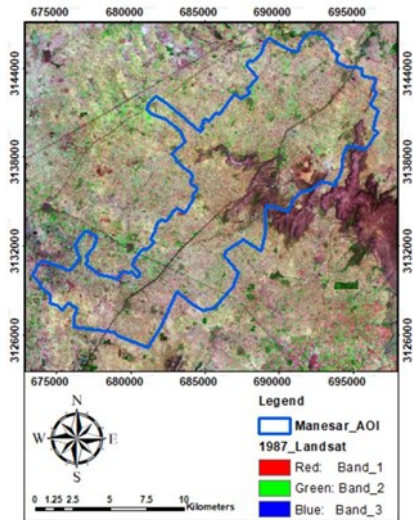 675000 680000 685000 690000 695000
3144000 3144000
3138000 3138000
3132000 3132000
3126000 3126000
675000 680000 685000 690000 695000
N
W E
S
0 1.25 2.5 5 7.5 10
Kilometers
Legend
Manesar_AOI
1987_Landsat
Red: Band_1
Green: Band_2
Blue: Band_3